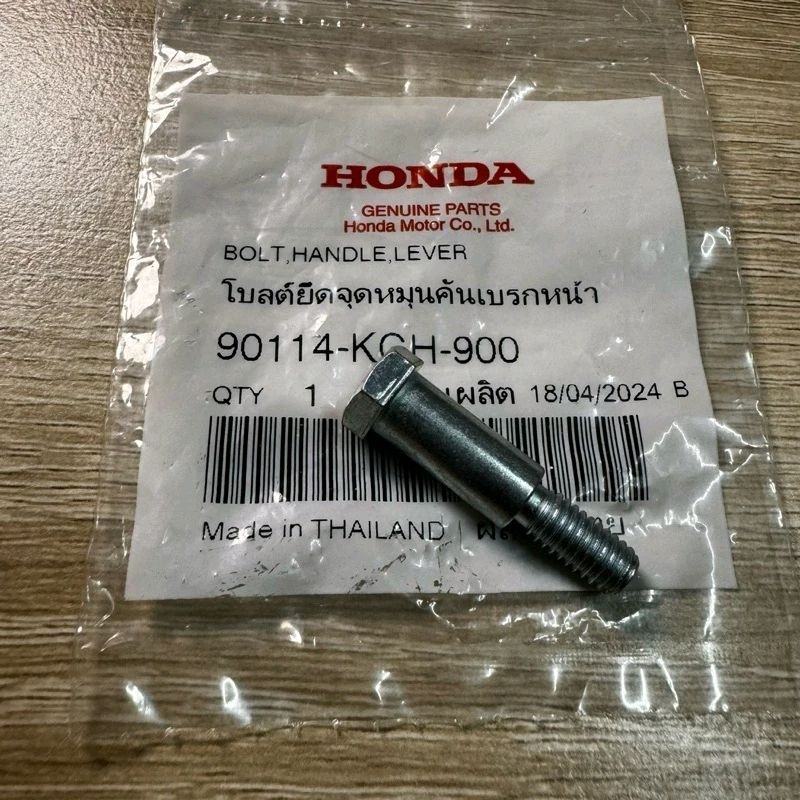 HONDA
GENUINE PARTS
Honda Motor Co., Ltd.
BOLT,HANDLE,LEVER
โบลต์ยึดจุดหมุนคันเบรกหน้า
90114-KGH-900
QTY 1 ผลิต 18/04/2024 B
Made in THAILAND